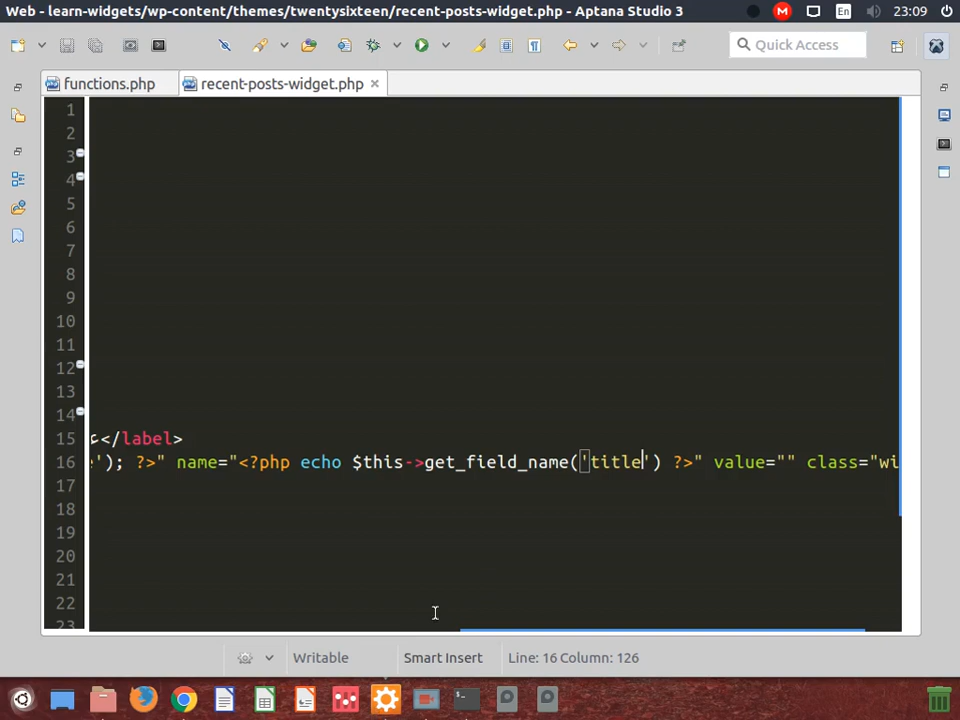 Web - learn-widgets/wp-content/themes/twentysixteen/recent-posts-widget.php - Aptana Studio 3
M
En
23:09
Quick Access
functions.php
recent-posts-widget.php
1
2
3
4
5
6
7
8
9
10
11
12
13
14
15 </label>
16 '); ?>" name="<?php echo $this->get_field_name('title') ?>" value="" class="wi
17
18
19
20
21
22
23
Writable
Smart Insert
Line: 16 Column: 126